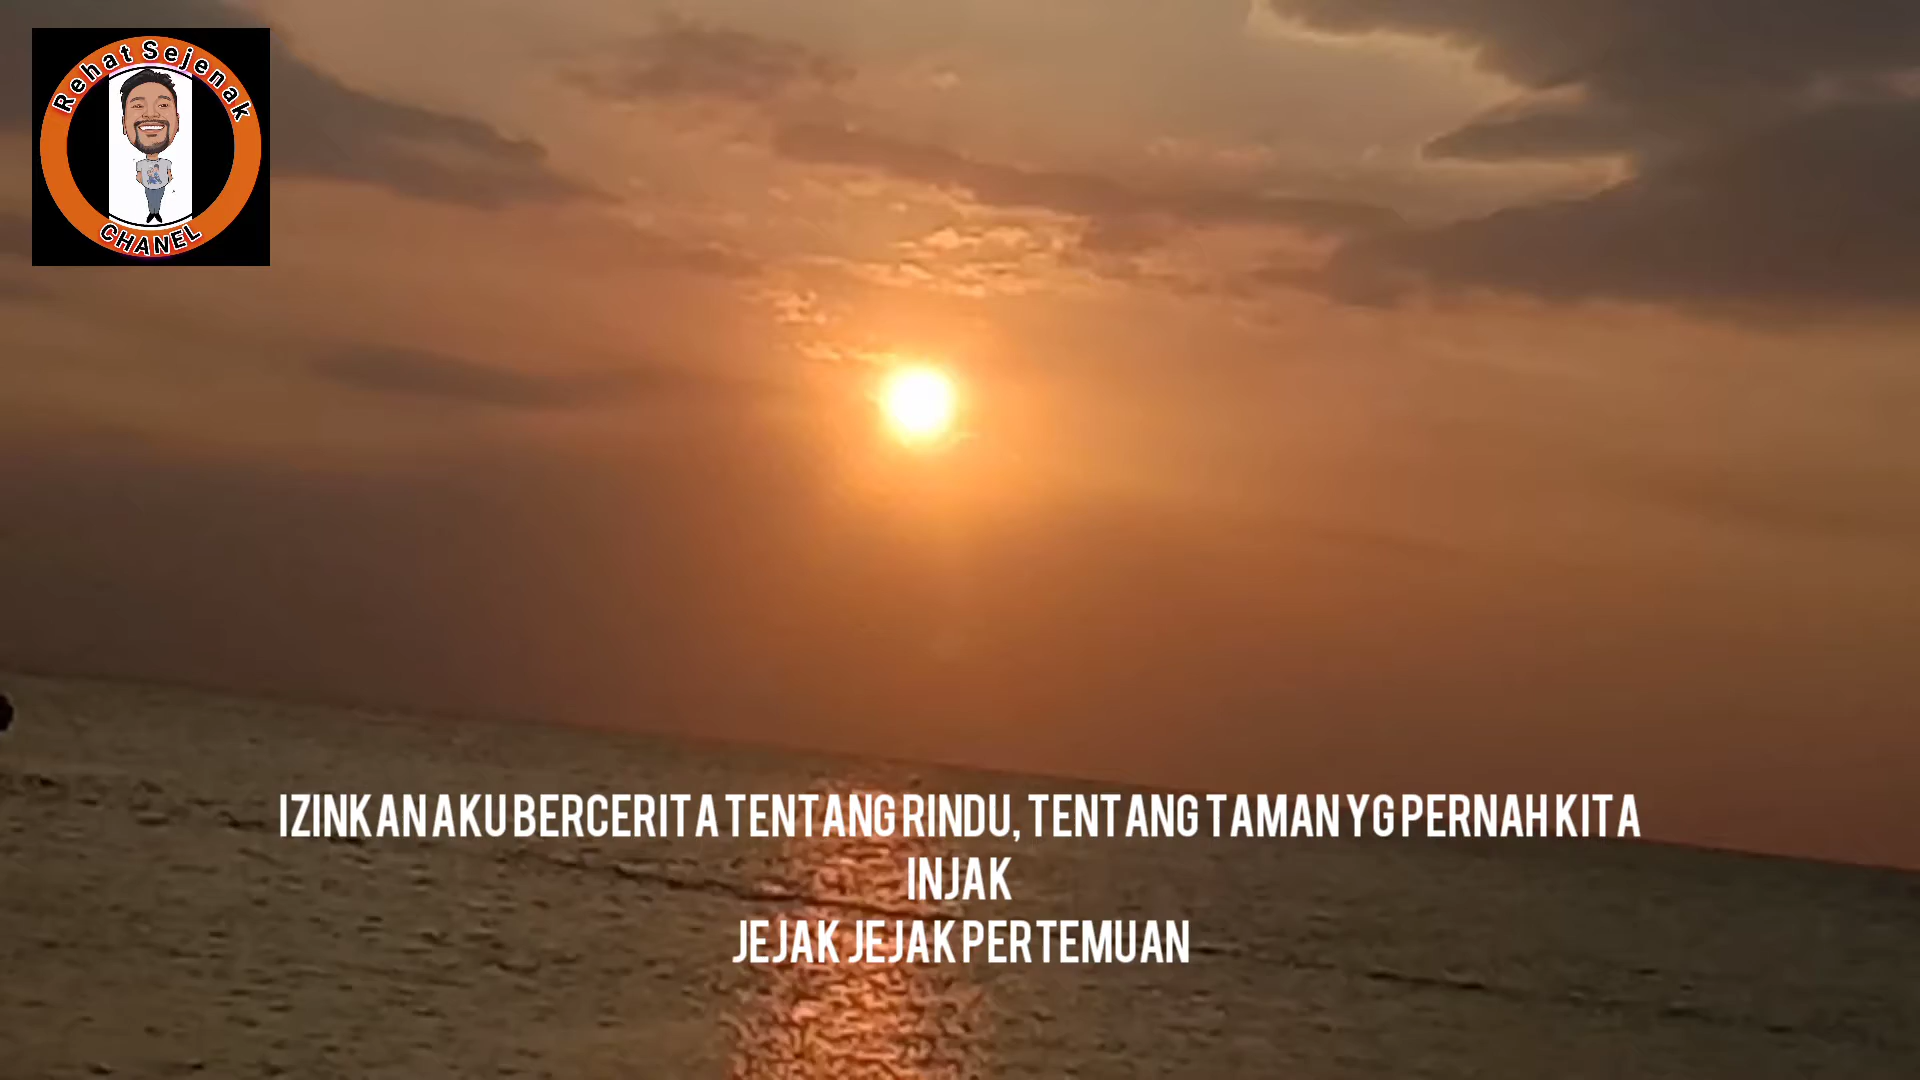 Rehat Sejenak
CHANEL
IZINKAN AKU BERCERITA TENTANG RINDU, TENTANG TAMAN YG PERNAH KITA
INJAK
JEJAK JEJAK PERTEMUAN